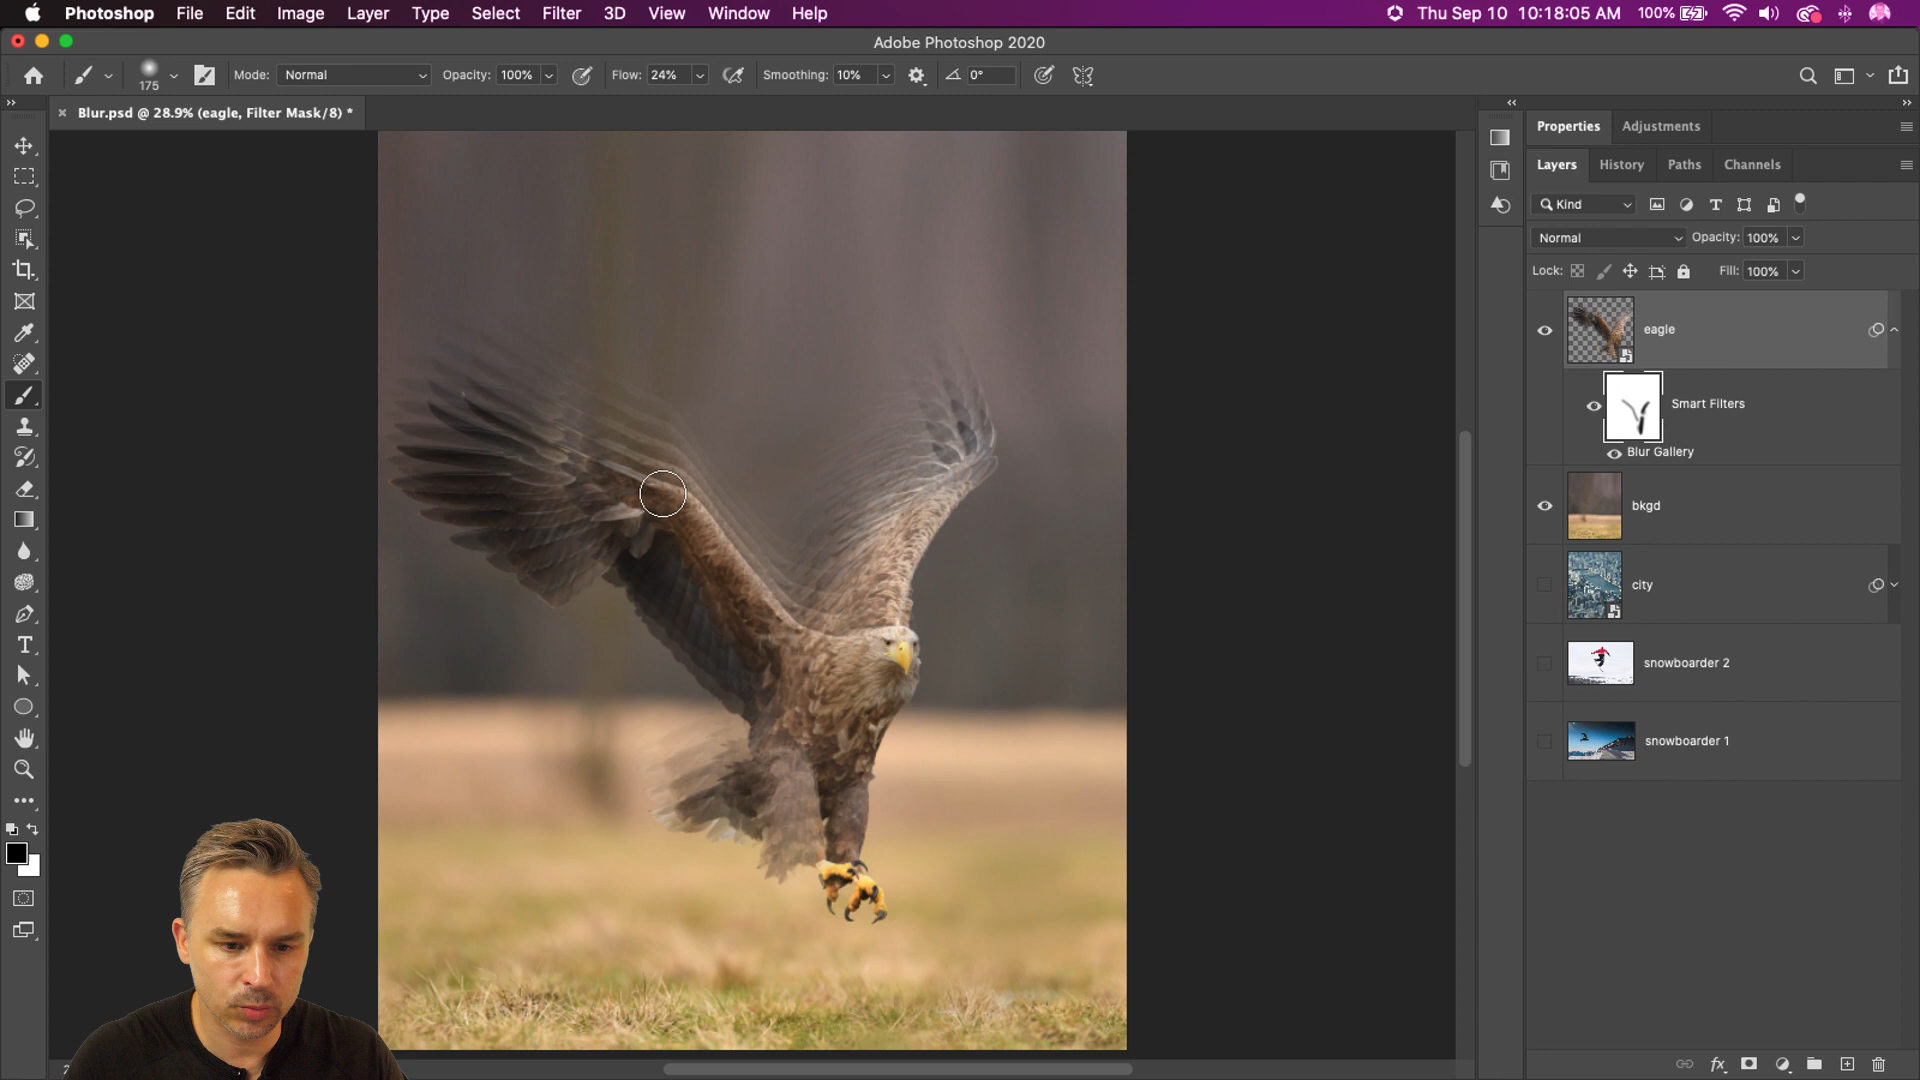 Photoshop File Edit Image Layer Type Select Filter 3D View Window Help
Thu Sep 10 10:18:05 AM 100%
Adobe Photoshop 2020
175 Mode: Normal Opacity: 100% Flow: 24% Smoothing: 10% 0°
Blur.psd @ 28.9% (eagle, Filter Mask/8) *
Properties Adjustments
Layers History Paths Channels
Kind
Normal Opacity: 100%
Lock: Fill: 100%
eagle
Smart Filters
Blur Gallery
bkgd
city
snowboarder 2
snowboarder 1